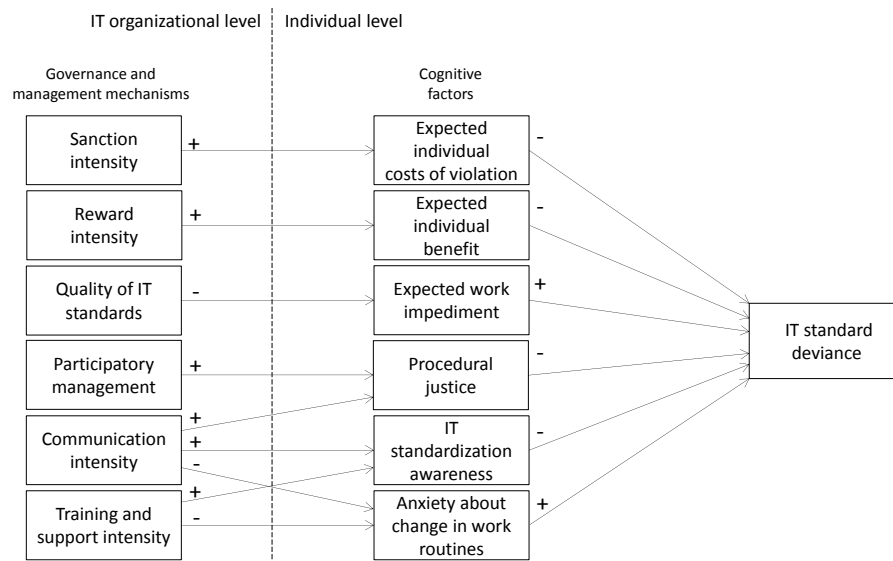 IT organizational level
Individual level
Governance and
management mechanisms
Cognitive
factors
Sanction
intensity
+
Expected
individual
costs of violation
-
Reward
intensity
+
Expected
individual
benefit
-
Quality of IT
standards
-
Expected work
impediment
+
IT standard
deviance
Participatory
management
+
Procedural
justice
-
Communication
intensity
+
+
-
IT
standardization
awareness
-
Training and
support intensity
+
-
Anxiety about
change in work
routines
+